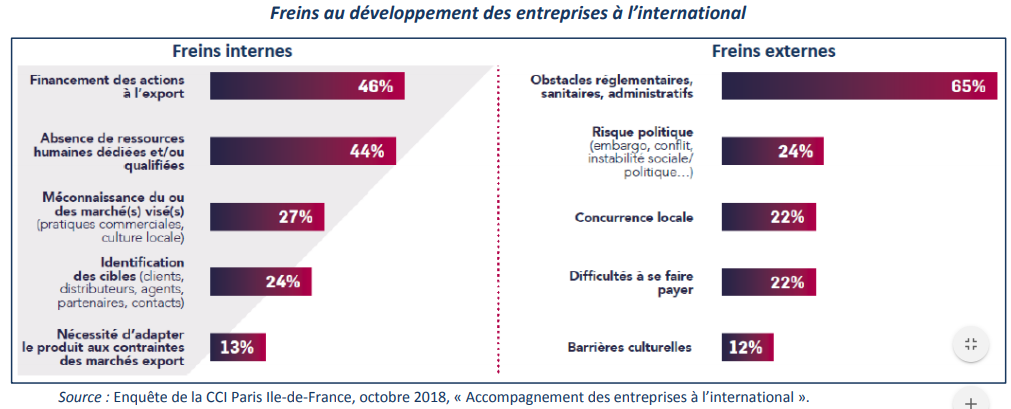 Freins au développement des entreprises à l’international
Freins internes
Financement des actions
à l’export
46%
Absence de ressources
humaines dédiées et/ou
qualifiées
44%
Méconnaissance du ou
des marché(s) visé(s)
(pratiques commerciales,
culture locale)
27%
Identification
des cibles (clients,
distributeurs, agents,
partenaires, contacts)
24%
Nécessité d’adapter
le produit aux contraintes
des marchés export
13%
Freins externes
Obstacles réglementaires,
sanitaires, administratifs
65%
Risque politique
(embargo, conflit,
instabilité sociale/
politique...)
24%
Concurrence locale
22%
Difficultés à se faire
payer
22%
Barrières culturelles
12%
Source : Enquête de la CCI Paris Ile-de-France, octobre 2018, « Accompagnement des entreprises à l’international ».